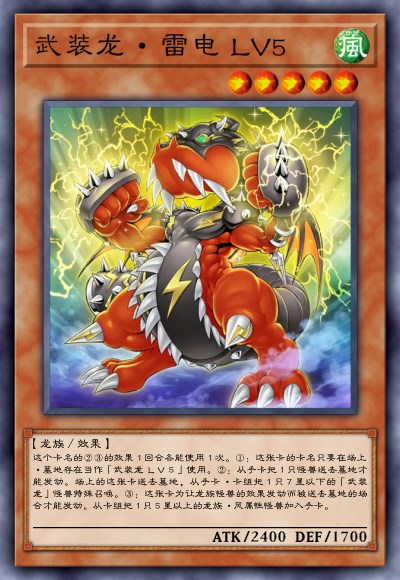 武装龙·雷电 LV5
風
【龙族／效果】
这个卡名的②③的效果1回合各能使用1次。①：这张卡的卡名只要在场上
·墓地存在当作「武装龙 LV5」使用。②：从手卡把1只怪兽送去墓地才
能发动。场上的这张卡送去墓地，从手卡·卡组把1只7星以下的「武装
龙」怪兽特殊召唤。③：这张卡为让龙族怪兽的效果发动而被送去墓地的场
合才能发动。从卡组把1只5星以上的龙族·风属性怪兽加入手卡。
ATK/2400 DEF/1700